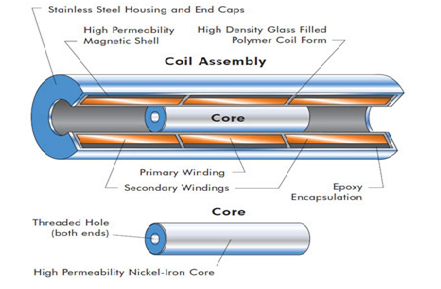 Stainless Steel Housing and End Caps
High Permeability
Magnetic Shell
High Density Glass Filled
Polymer Coil Form
Coil Assembly
Core
Primary Winding
Secondary Windings
Epoxy
Encapsulation
Core
Threaded Hole
(both ends)
High Permeability Nickel-Iron Core